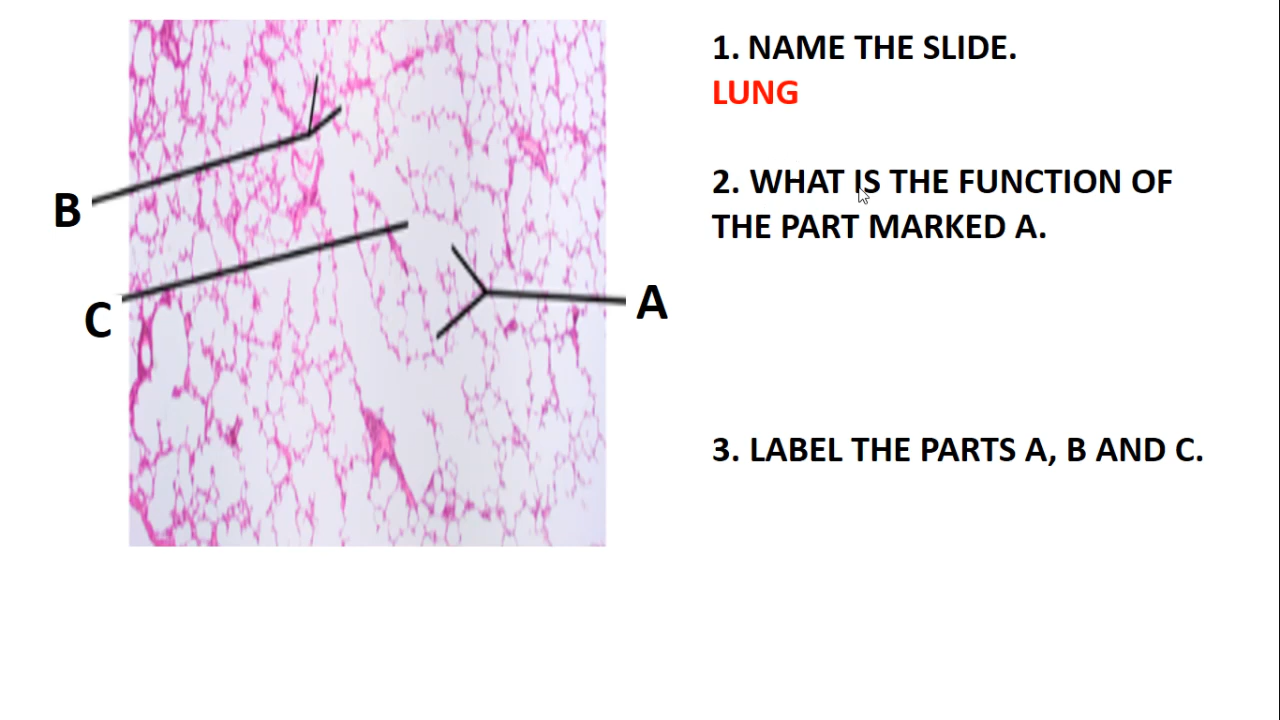 1. NAME THE SLIDE.
LUNG
2. WHAT IS THE FUNCTION OF
THE PART MARKED A.
B
C
A
3. LABEL THE PARTS A, B AND C.